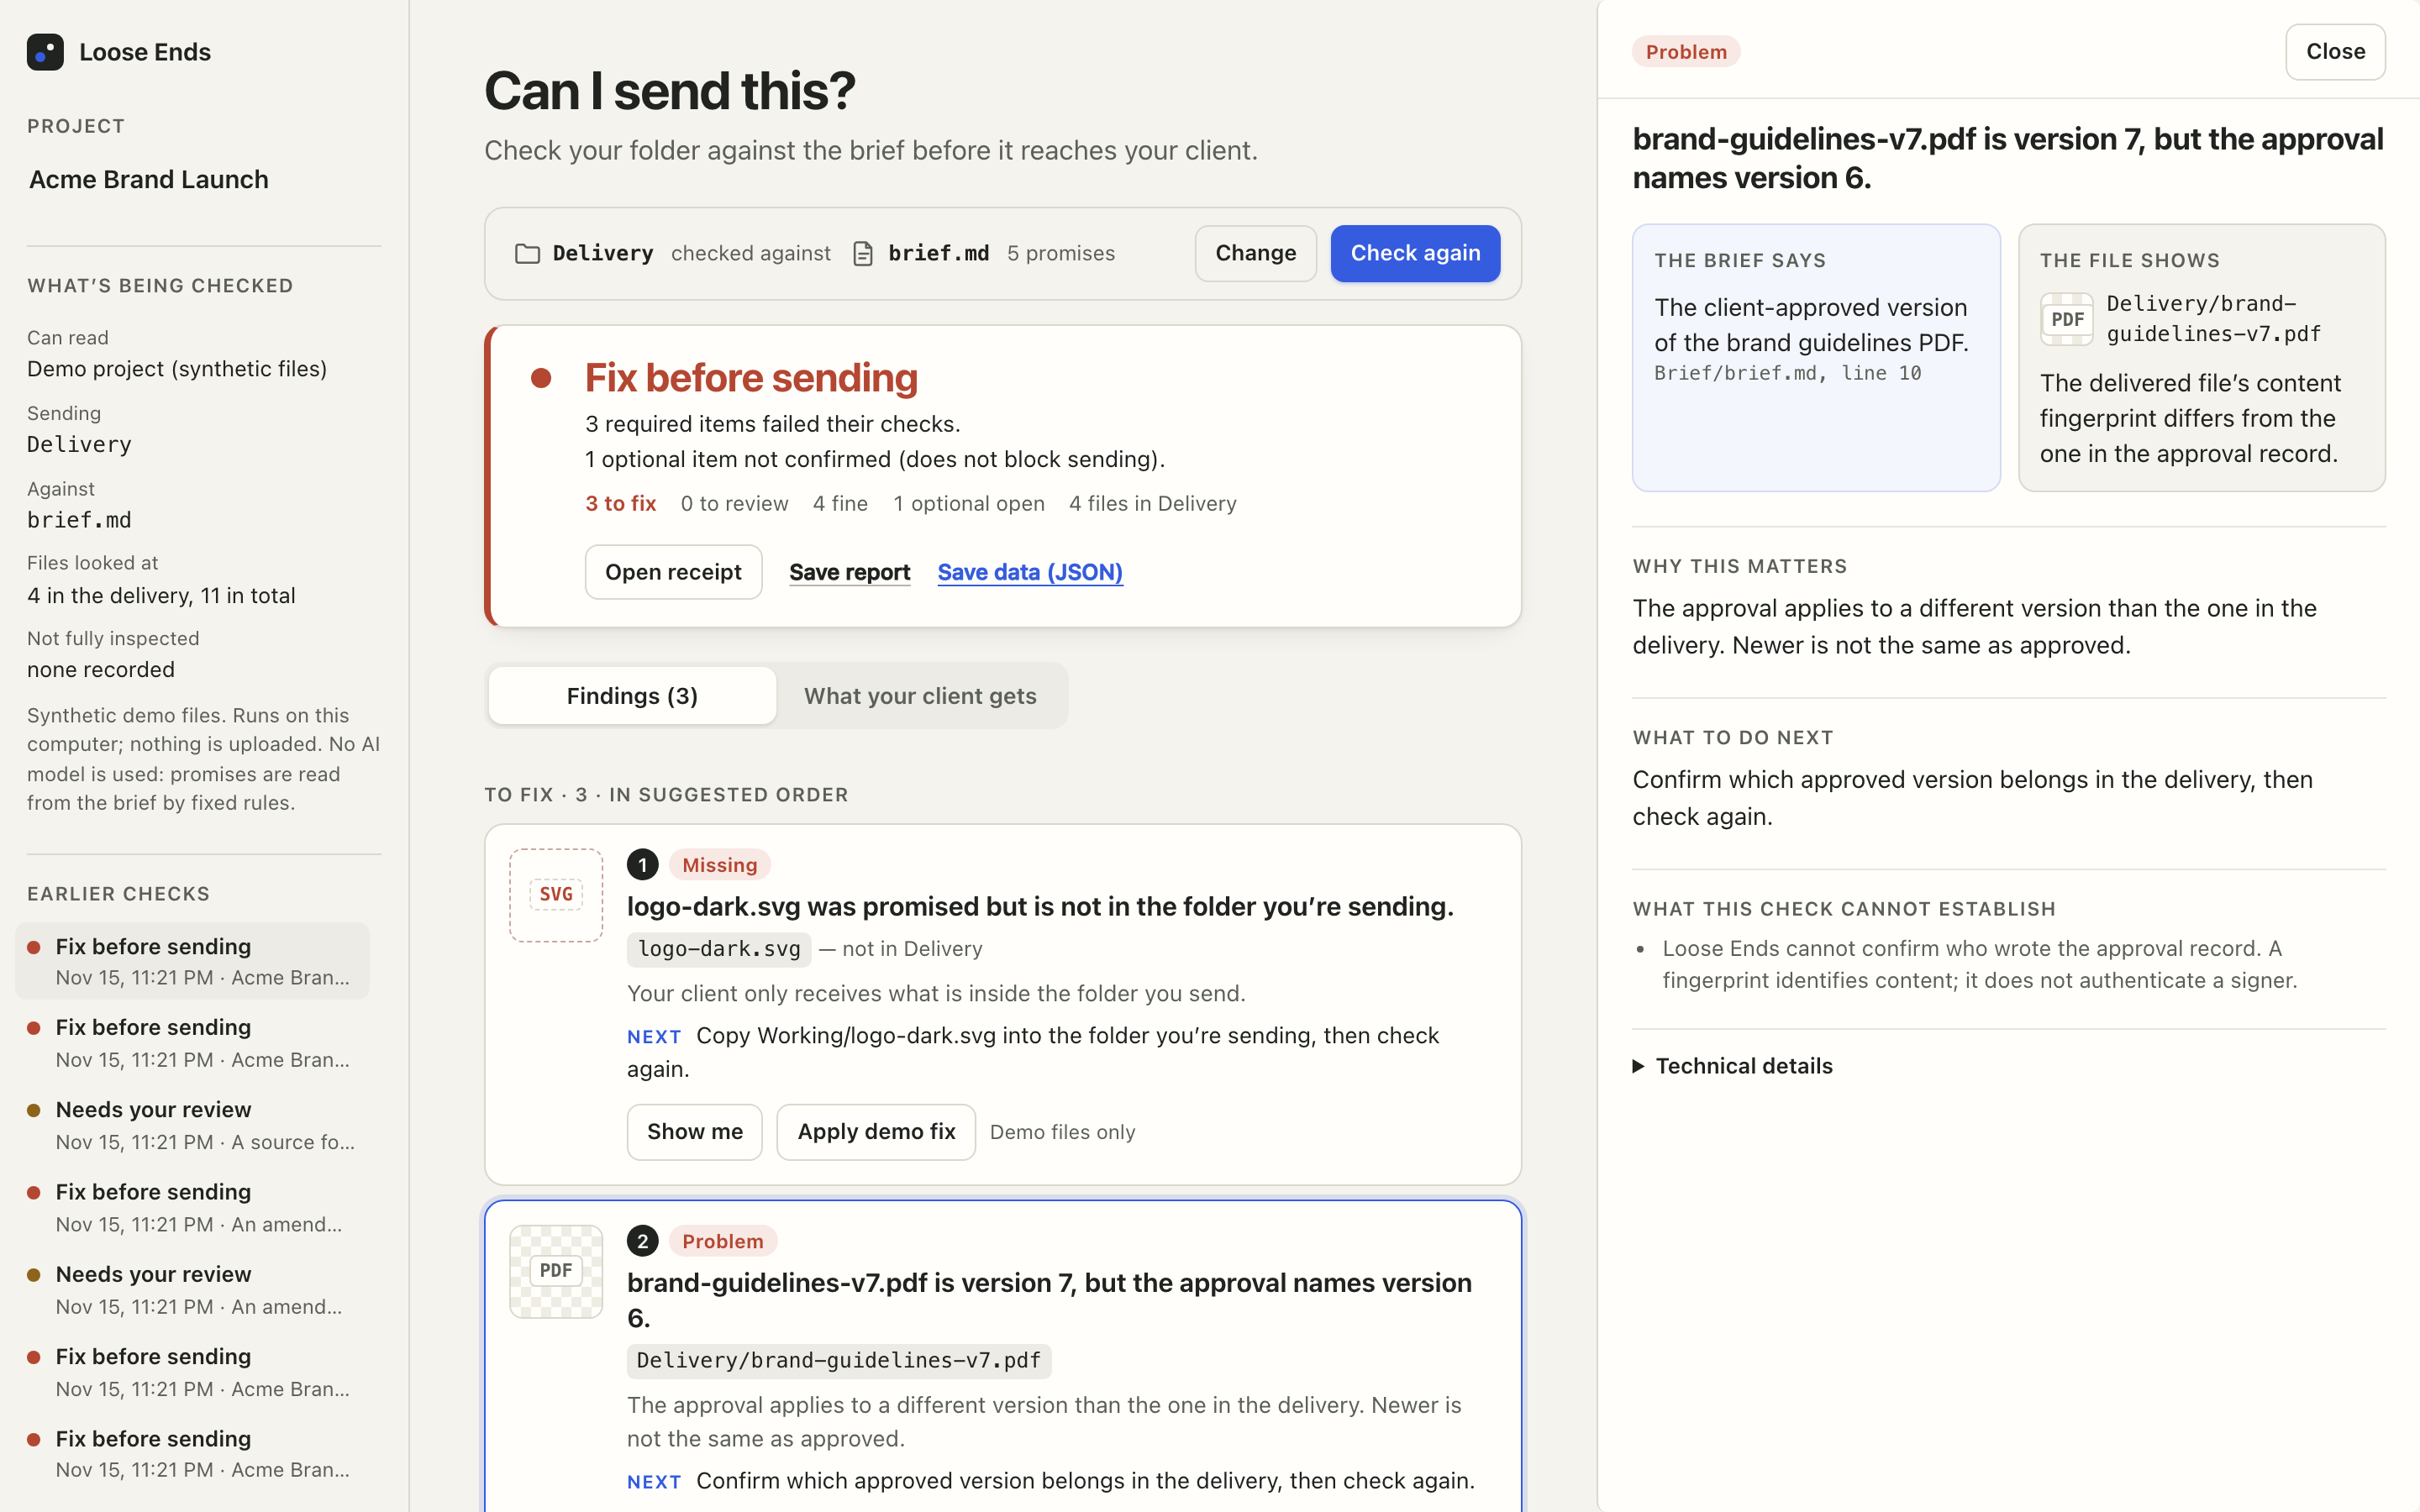 Loose Ends
PROJECT
Acme Brand Launch
WHAT’S BEING CHECKED
Can read
Demo project (synthetic files)
Sending
Delivery
Against
brief.md
Files looked at
4 in the delivery, 11 in total
Not fully inspected
none recorded
Synthetic demo files. Runs on this
computer; nothing is uploaded. No AI
model is used: promises are read
from the brief by fixed rules.
EARLIER CHECKS
Fix before sending
Nov 15, 11:21 PM · Acme Bran...
Fix before sending
Nov 15, 11:21 PM · Acme Bran...
Needs your review
Nov 15, 11:21 PM · A source fo...
Fix before sending
Nov 15, 11:21 PM · An amend...
Needs your review
Nov 15, 11:21 PM · An amend...
Fix before sending
Nov 15, 11:21 PM · Acme Bran...
Fix before sending
Nov 15, 11:21 PM · Acme Bran...
Can I send this?
Check your folder against the brief before it reaches your client.
Delivery checked against brief.md 5 promises Change Check again
Fix before sending
3 required items failed their checks.
1 optional item not confirmed (does not block sending).
3 to fix 0 to review 4 fine 1 optional open 4 files in Delivery
Open receipt Save report Save data (JSON)
Findings (3) What your client gets
TO FIX · 3 · IN SUGGESTED ORDER
SVG
1 Missing
logo-dark.svg was promised but is not in the folder you’re sending.
logo-dark.svg — not in Delivery
Your client only receives what is inside the folder you send.
NEXT Copy Working/logo-dark.svg into the folder you’re sending, then check
again.
Show me Apply demo fix Demo files only
PDF
2 Problem
brand-guidelines-v7.pdf is version 7, but the approval names version
6.
Delivery/brand-guidelines-v7.pdf
The approval applies to a different version than the one in the delivery. Newer is
not the same as approved.
NEXT Confirm which approved version belongs in the delivery, then check again.
Problem Close
brand-guidelines-v7.pdf is version 7, but the approval
names version 6.
THE BRIEF SAYS
The client-approved version
of the brand guidelines PDF.
Brief/brief.md, line 10
THE FILE SHOWS
PDF
Delivery/brand-
guidelines-v7.pdf
The delivered file’s content
fingerprint differs from the
one in the approval record.
WHY THIS MATTERS
The approval applies to a different version than the one in the
delivery. Newer is not the same as approved.
WHAT TO DO NEXT
Confirm which approved version belongs in the delivery, then
check again.
WHAT THIS CHECK CANNOT ESTABLISH
• Loose Ends cannot confirm who wrote the approval record. A
fingerprint identifies content; it does not authenticate a signer.
Technical details